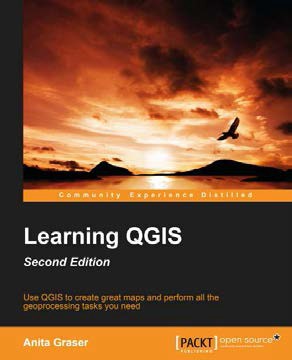 Community Experience Distilled
Learning QGIS
Second Edition
Use QGIS to create great maps and perform all the
geoprocessing tasks you need
Anita Graser
[PACKT]
PUBLISHING
open source